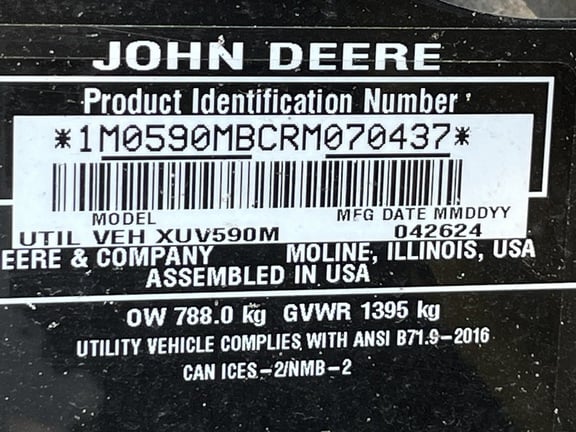 JOHN DEERE
Product Identification Number
*1M0590MBCRM070437*
MODEL MFG DATE MMDDYY
UTIL VEH XUV590M 042624
EERE & COMPANY MOLINE, ILLINOIS, USA
ASSEMBLED IN USA
OW 788.0 kg GVWR 1395 kg
UTILITY VEHICLE COMPLIES WITH ANSI B71.9-2016
CAN ICES-2/NMB-2